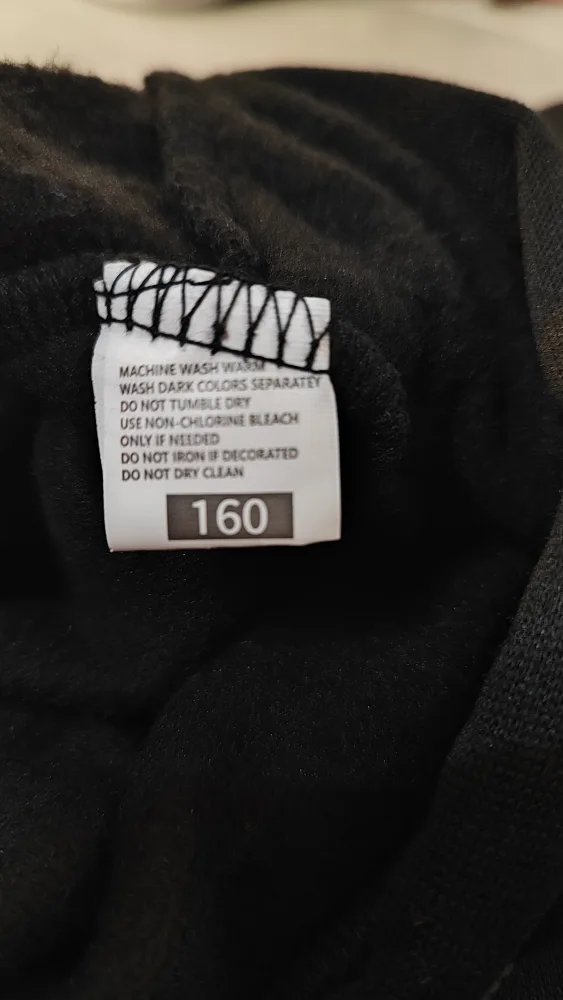 MACHINE WASH WARM
WASH DARK COLORS SEPARATEY
DO NOT TUMBLE DRY
USE NON-CHLORINE BLEACH
ONLY IF NEEDED
DO NOT IRON IF DECORATED
DO NOT DRY CLEAN
160